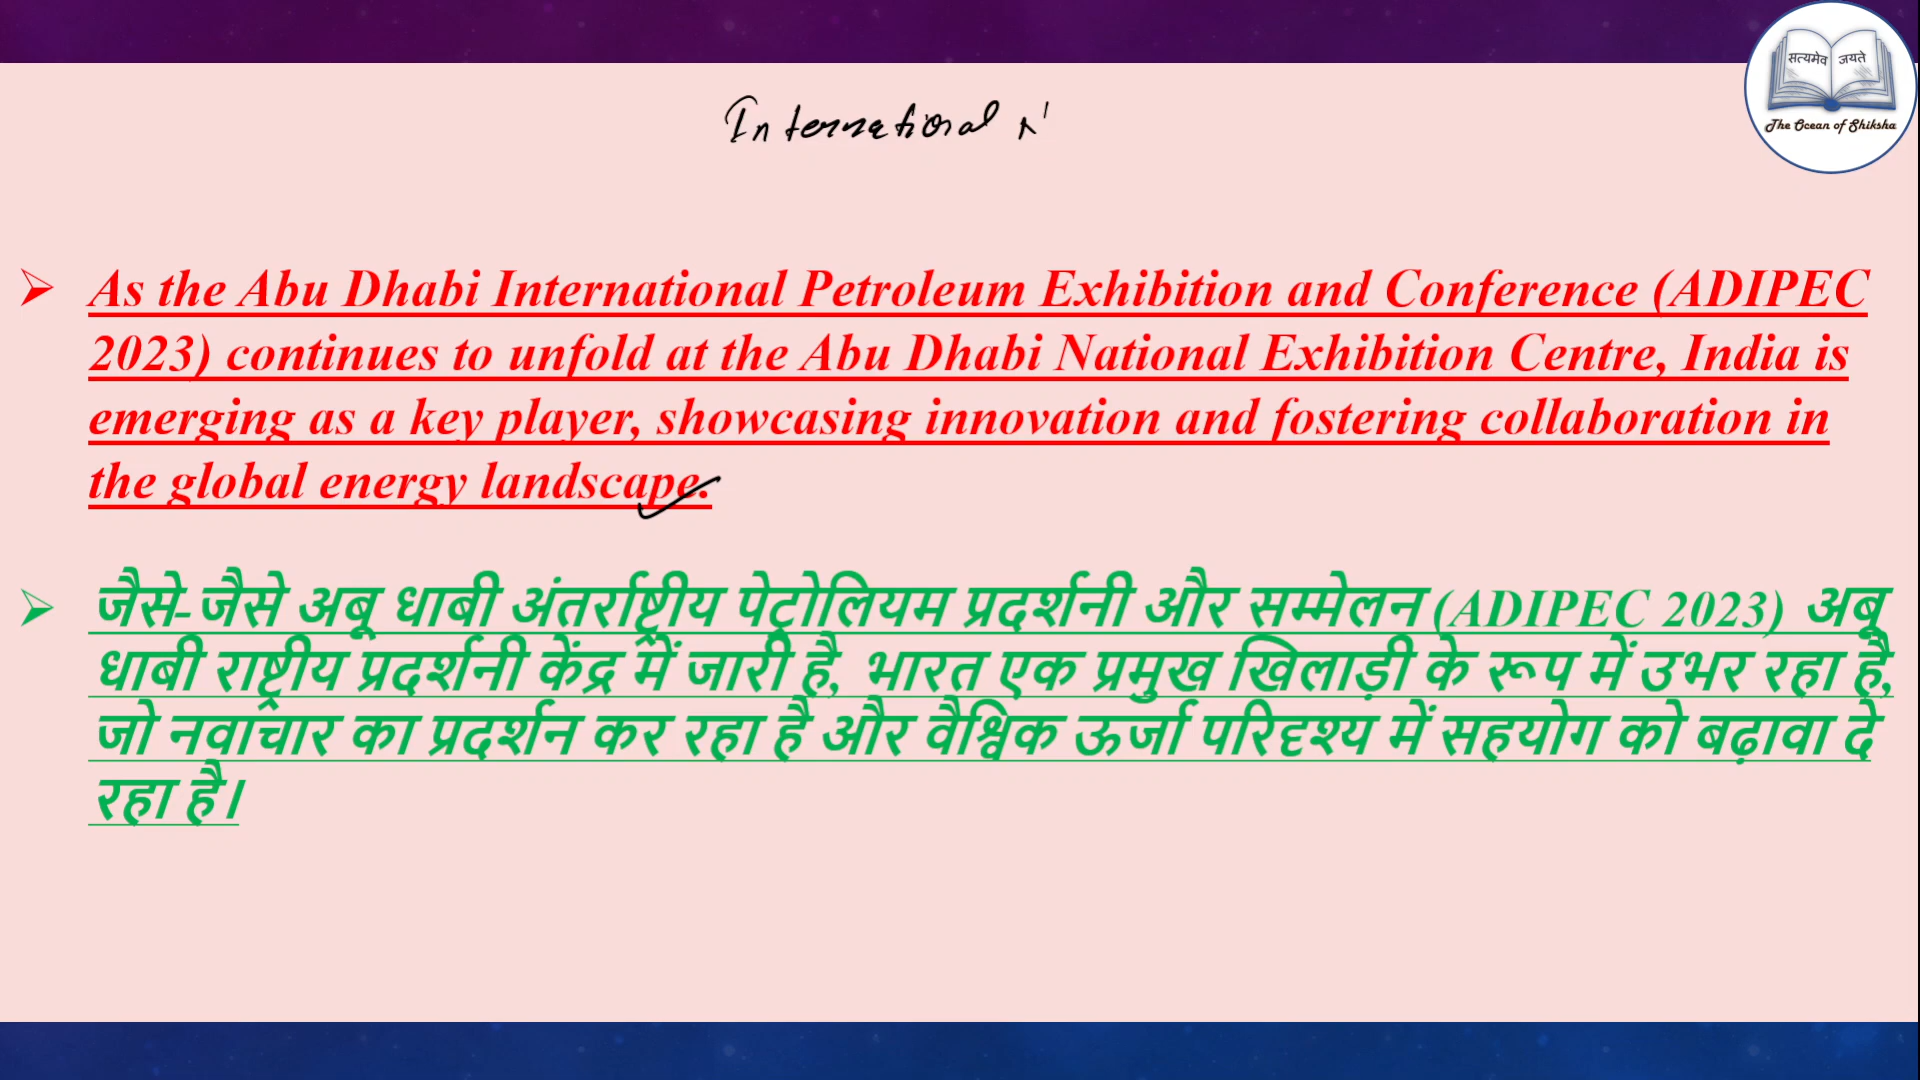 सत्यमेव जयते
The Ocean of Shiksha
International
As the Abu Dhabi International Petroleum Exhibition and Conference (ADIPEC
2023) continues to unfold at the Abu Dhabi National Exhibition Centre, India is
emerging as a key player, showcasing innovation and fostering collaboration in
the global energy landscape.
जैसे-जैसे अबू धाबी अंतर्राष्ट्रीय पेट्रोलियम प्रदर्शनी और सम्मेलन (ADIPEC 2023) अबू
धाबी राष्ट्रीय प्रदर्शनी केंद्र में जारी है, भारत एक प्रमुख खिलाड़ी के रूप में उभर रहा है,
जो नवाचार का प्रदर्शन कर रहा है और वैश्विक ऊर्जा परिदृश्य में सहयोग को बढ़ावा दे
रहा है।